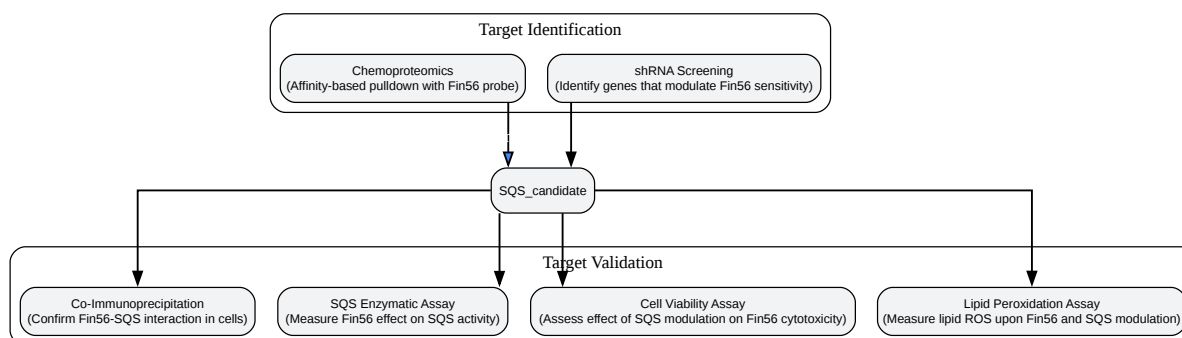 Target Identification
Chemoproteomics
(Affinity-based pulldown with Fin56 probe)
shRNA Screening
(Identify genes that modulate Fin56 sensitivity)
SQS_candidate
Target Validation
Co-Immunoprecipitation
(Confirm Fin56-SQS interaction in cells)
SQS Enzymatic Assay
(Measure Fin56 effect on SQS activity)
Cell Viability Assay
(Assess effect of SQS modulation on Fin56 cytotoxicity)
Lipid Peroxidation Assay
(Measure lipid ROS upon Fin56 and SQS modulation)